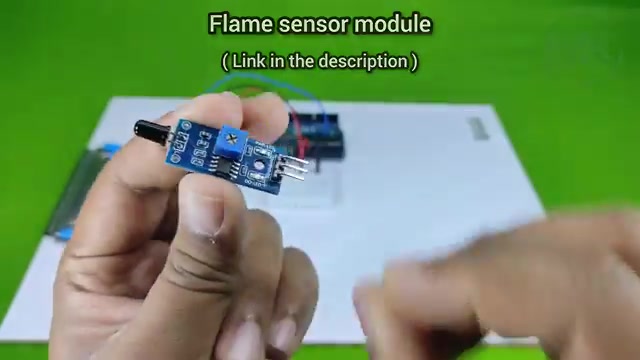 Flame sensor module
( Link in the description )